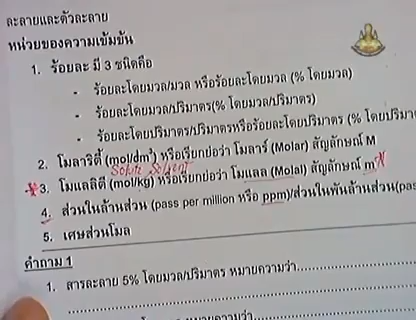 ละลายและตัวละลาย
หน่วยของความเข้มข้น
1. ร้อยละ มี 3 ชนิดคือ
- ร้อยละโดยมวล/มวล หรือร้อยละโดยมวล (% โดยมวล)
- ร้อยละโดยมวล/ปริมาตร(% โดยมวล/ปริมาตร)
- ร้อยละโดยปริมาตร/ปริมาตรหรือร้อยละโดยปริมาตร (% โดยปริมา
2. โมลาริตี้ (mol/dm³) หรือเรียกย่อว่า โมลาร์ (Molar) สัญลักษณ์ M
Solute Solvent
3. โมแลลิตี (mol/kg) หรือเรียกย่อว่า โมแลล (Molal) สัญลักษณ์ m
4. ส่วนในล้านส่วน (pass per million หรือ ppm)/ส่วนในพันล้านส่วน(pas
5. เศษส่วนโมล
คำถาม 1
1. สารละลาย 5% โดยมวล/ปริมาตร หมายความว่า..................
หมายความว่า